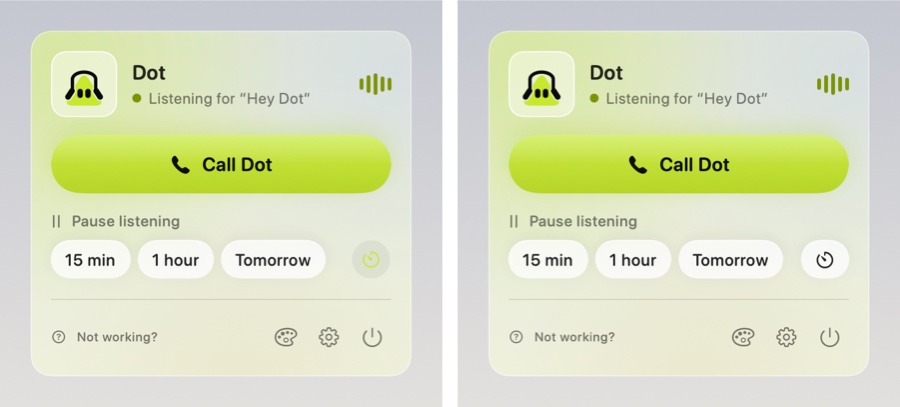 Dot
Listening for “Hey Dot”
Call Dot
Pause listening
15 min 1 hour Tomorrow
? Not working?
Dot
Listening for “Hey Dot”
Call Dot
Pause listening
15 min 1 hour Tomorrow
? Not working?